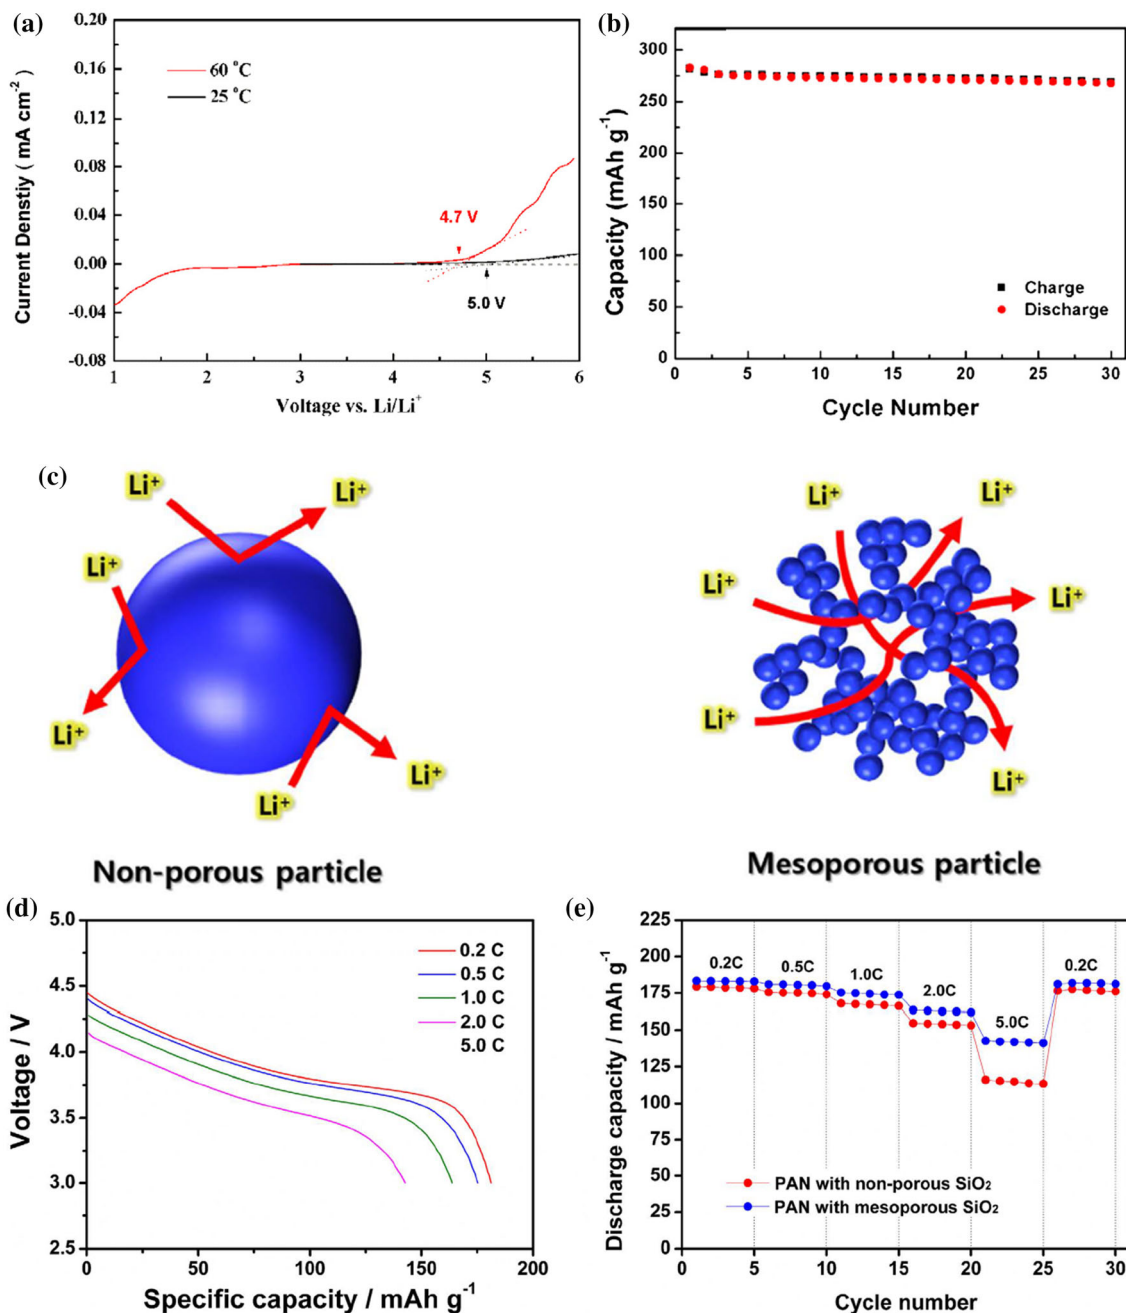 (a)
0.20
0.16
0.12
0.08
0.04
0.00
-0.04
-0.08
Current Denstiy ( mA cm⁻²)
60 °C
25 °C
4.7 V
5.0 V
1 2 3 4 5 6
Voltage vs. Li/Li⁺
(b)
300
250
200
150
100
50
0
Capacity (mAh g⁻¹)
Charge
Discharge
0 5 10 15 20 25 30
Cycle Number
(c)
Li⁺
Li⁺
Li⁺
Li⁺
Li⁺
Li⁺
Non-porous particle
Li⁺
Li⁺
Li⁺
Li⁺
Li⁺
Li⁺
Mesoporous particle
(d)
5.0
4.5
4.0
3.5
3.0
2.5
Voltage / V
0.2 C
0.5 C
1.0 C
2.0 C
5.0 C
0 50 100 150 200
Specific capacity / mAh g⁻¹
(e)
225
200
175
150
125
100
75
50
25
0
Discharge capacity / mAh g⁻¹
0.2C 0.5C 1.0C 2.0C 5.0C 0.2C
PAN with non-porous SiO₂
PAN with mesoporous SiO₂
0 5 10 15 20 25 30
Cycle number